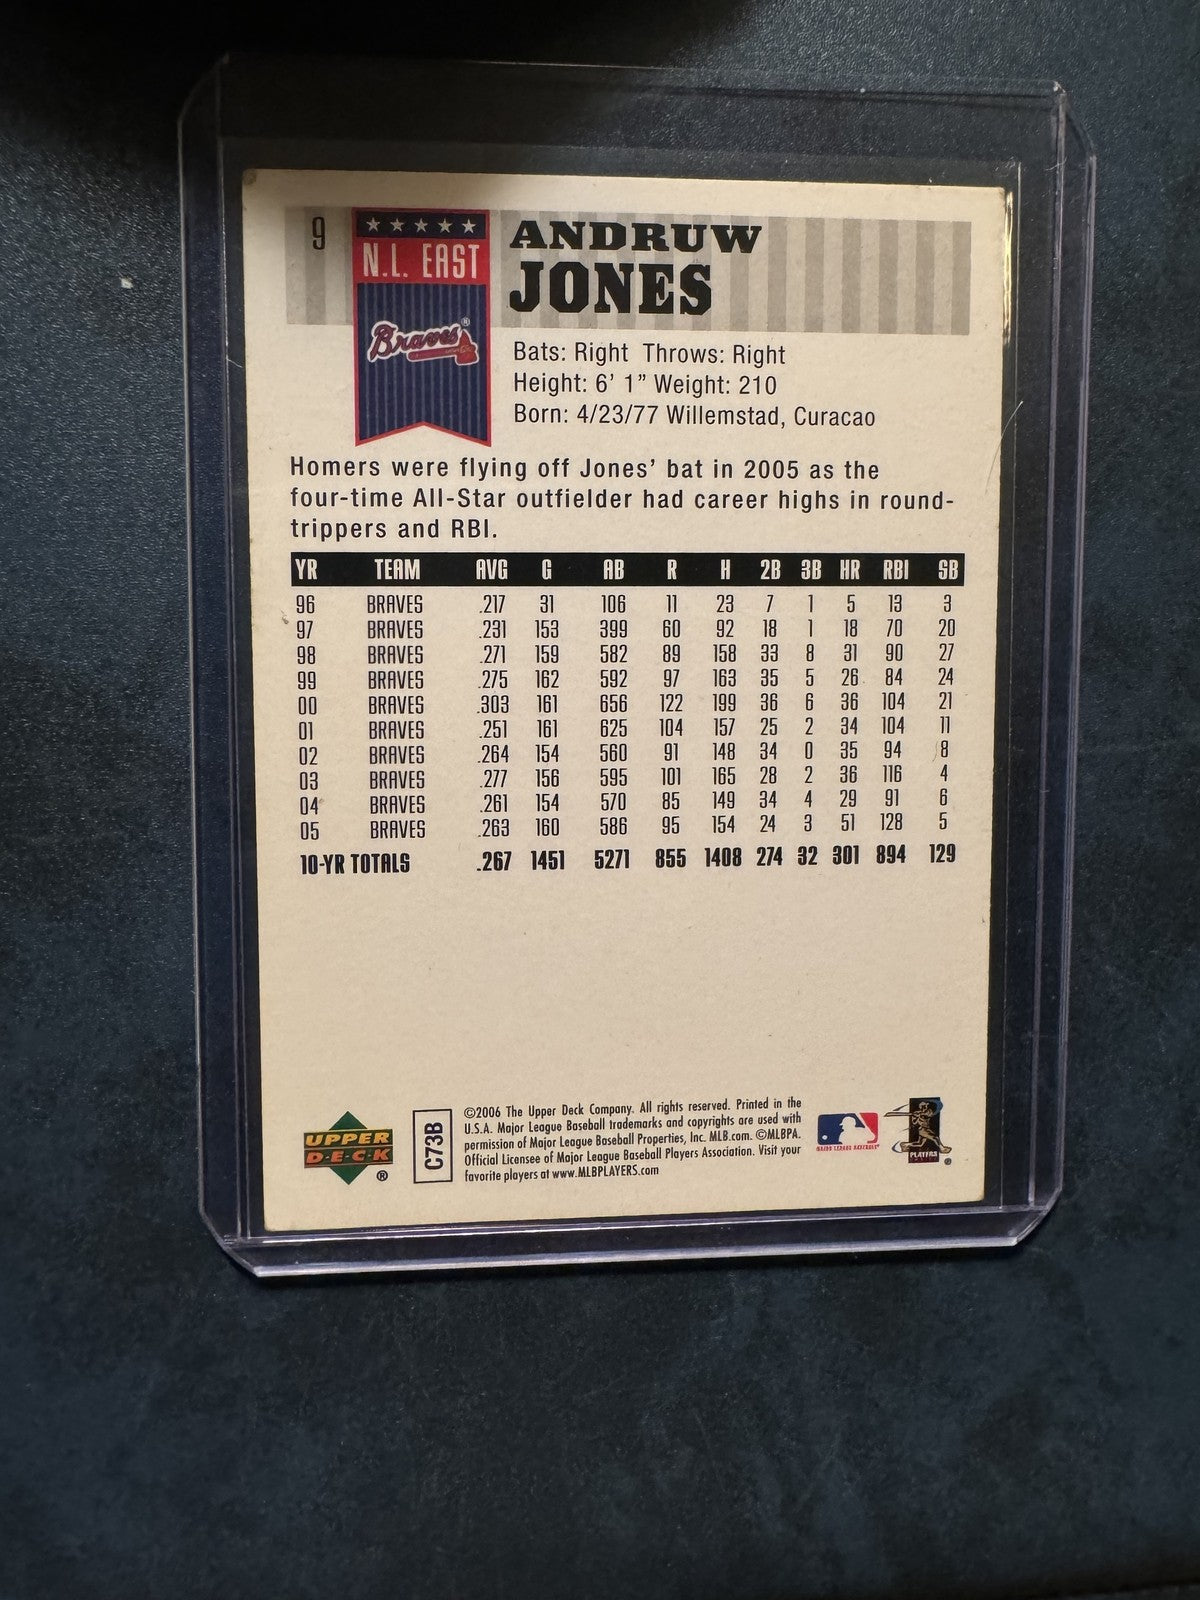 9
★★★★★
N.L. EAST
Braves®
ANDRUW
JONES
Bats: Right Throws: Right
Height: 6' 1" Weight: 210
Born: 4/23/77 Willemstad, Curacao
Homers were flying off Jones' bat in 2005 as the
four-time All-Star outfielder had career highs in round-
trippers and RBI.
YR TEAM AVG G AB R H 2B 3B HR RBI SB
96 BRAVES .217 31 106 11 23 7 1 5 13 3
97 BRAVES .231 153 399 60 92 18 1 18 70 20
98 BRAVES .271 159 582 89 158 33 8 31 90 27
99 BRAVES .275 162 592 97 163 35 5 26 84 24
00 BRAVES .303 161 656 122 199 36 6 36 104 21
01 BRAVES .251 161 625 104 157 25 2 34 104 11
02 BRAVES .264 154 560 91 148 34 0 35 94 8
03 BRAVES .277 156 595 101 165 28 2 36 116 4
04 BRAVES .261 154 570 85 149 34 4 29 91 6
05 BRAVES .263 160 586 95 154 24 3 51 128 5
10-YR TOTALS .267 1451 5271 855 1408 274 32 301 894 129
UPPER
D·E·C·K
®
C73B
©2006 The Upper Deck Company. All rights reserved. Printed in the
U.S.A. Major League Baseball trademarks and copyrights are used with
permission of Major League Baseball Properties, Inc. MLB.com. ©MLBPA.
Official Licensee of Major League Baseball Players Association. Visit your
favorite players at www.MLBPLAYERS.com
MAJOR LEAGUE BASEBALL®
PLAYERS
®